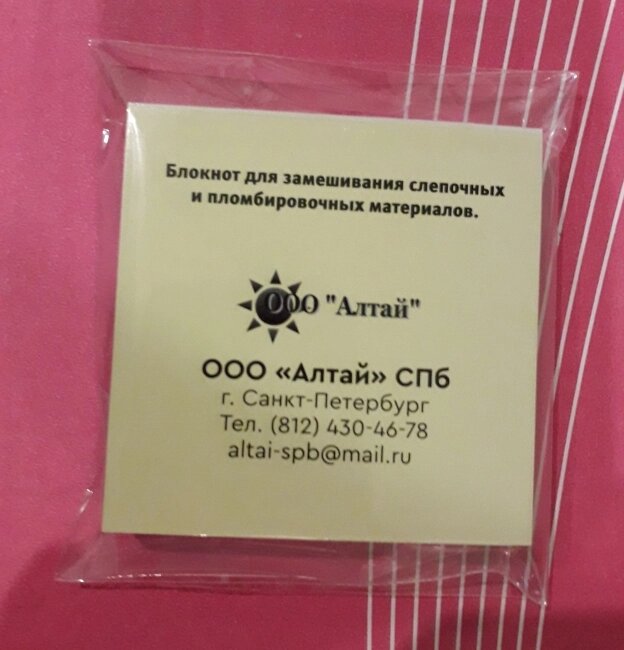 Блокнот для замешивания слепочных
и пломбировочных материалов.
ООО "Алтай"
ООО «Алтай» СПб
г. Санкт-Петербург
Тел. (812) 430-46-78
altai-spb@mail.ru